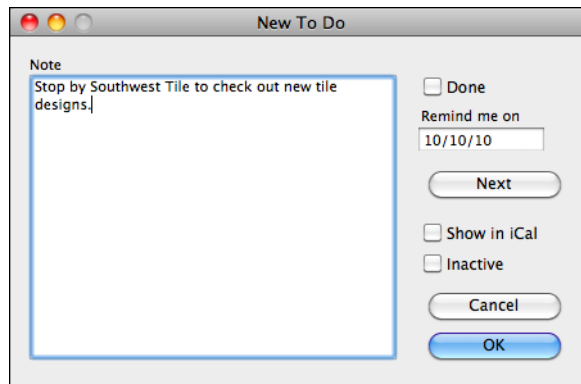 New To Do
Note
Stop by Southwest Tile to check out new tile
designs.
Done
Remind me on
10/10/10
Next
Show in iCal
Inactive
Cancel
OK